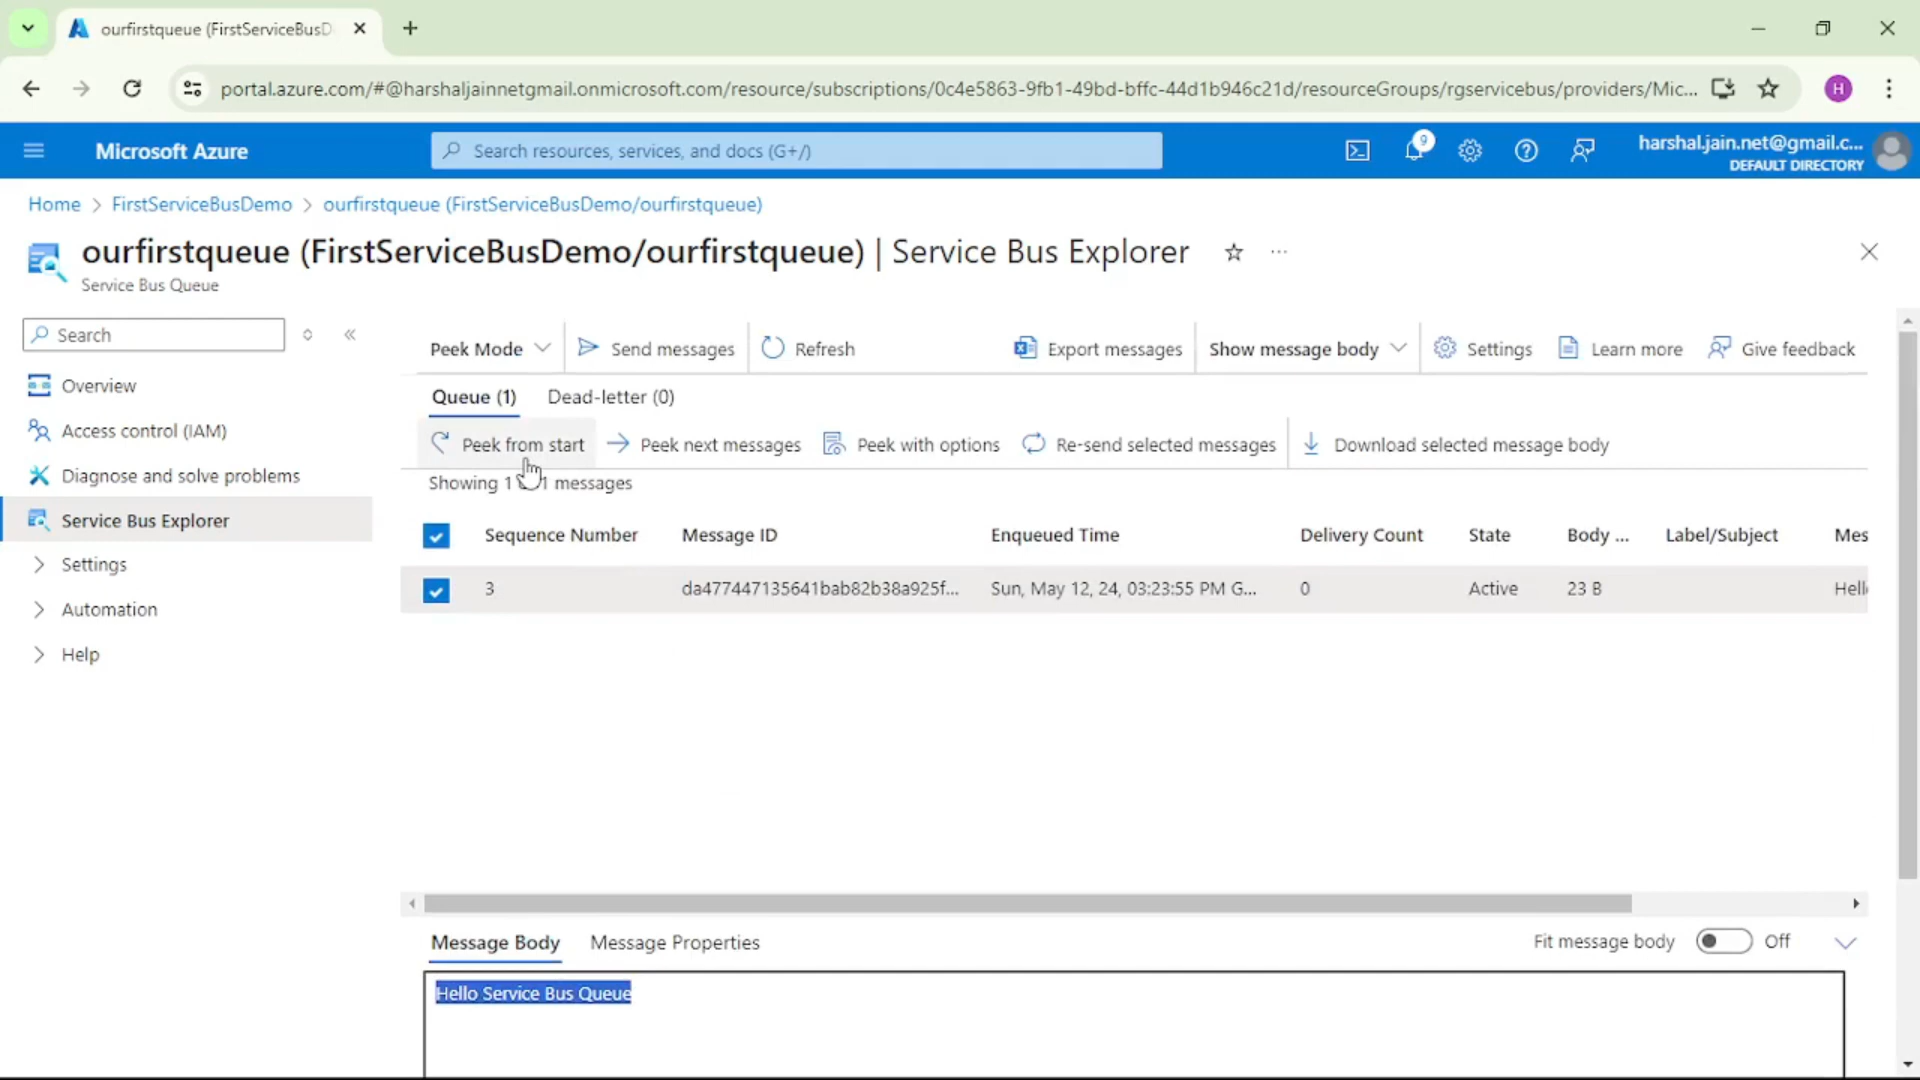 ourfirstqueue (FirstServiceBusD
portal.azure.com/#@harshaljainnetgmail.onmicrosoft.com/resource/subscriptions/0c4e5863-9fb1-49bd-bffc-44d1b946c21d/resourceGroups/rgservicebus/providers/Mic...
H
Microsoft Azure
Search resources, services, and docs (G+/)
9
harshal.jain.net@gmail.c...
DEFAULT DIRECTORY
Home > FirstServiceBusDemo > ourfirstqueue (FirstServiceBusDemo/ourfirstqueue)
ourfirstqueue (FirstServiceBusDemo/ourfirstqueue) | Service Bus Explorer
Service Bus Queue
Search
Overview
Access control (IAM)
Diagnose and solve problems
Service Bus Explorer
Settings
Automation
Help
Peek Mode Send messages Refresh Export messages Show message body Settings Learn more Give feedback
Queue (1) Dead-letter (0)
Peek from start Peek next messages Peek with options Re-send selected messages Download selected message body
Showing 1 1 messages
Sequence Number Message ID Enqueued Time Delivery Count State Body ... Label/Subject Mes
3 da477447135641bab82b38a925f... Sun, May 12, 24, 03:23:55 PM G... 0 Active 23 B Hell
Message Body Message Properties Fit message body Off
Hello Service Bus Queue